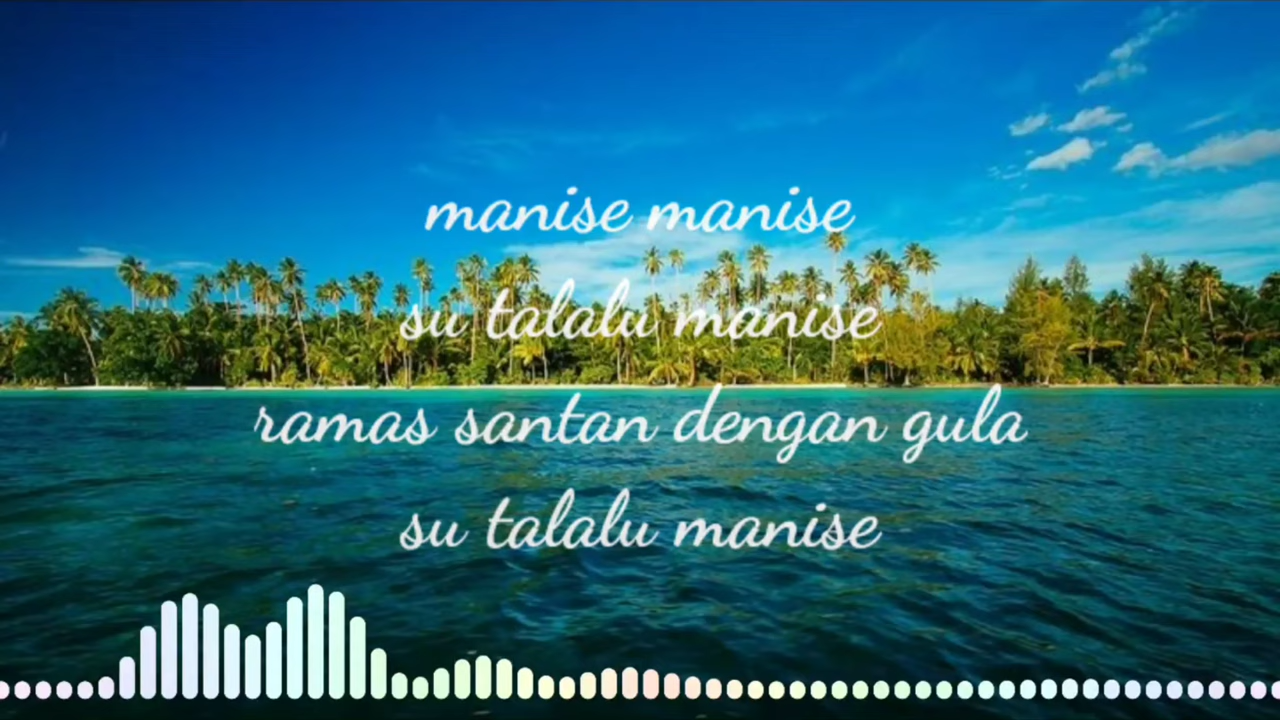 manise manise
su talalu manise
ramas santan dengan gula
su talalu manise